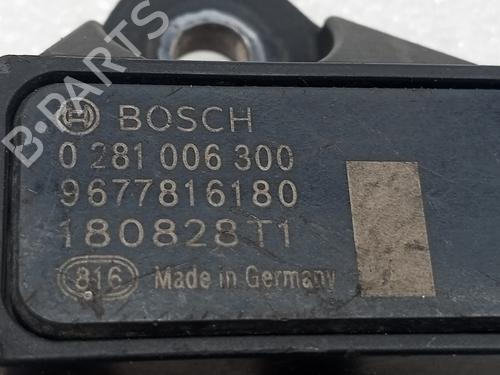 BOSCH
0 281 006 300
9677816180
180828T1
816 Made in Germany
B-PARTS